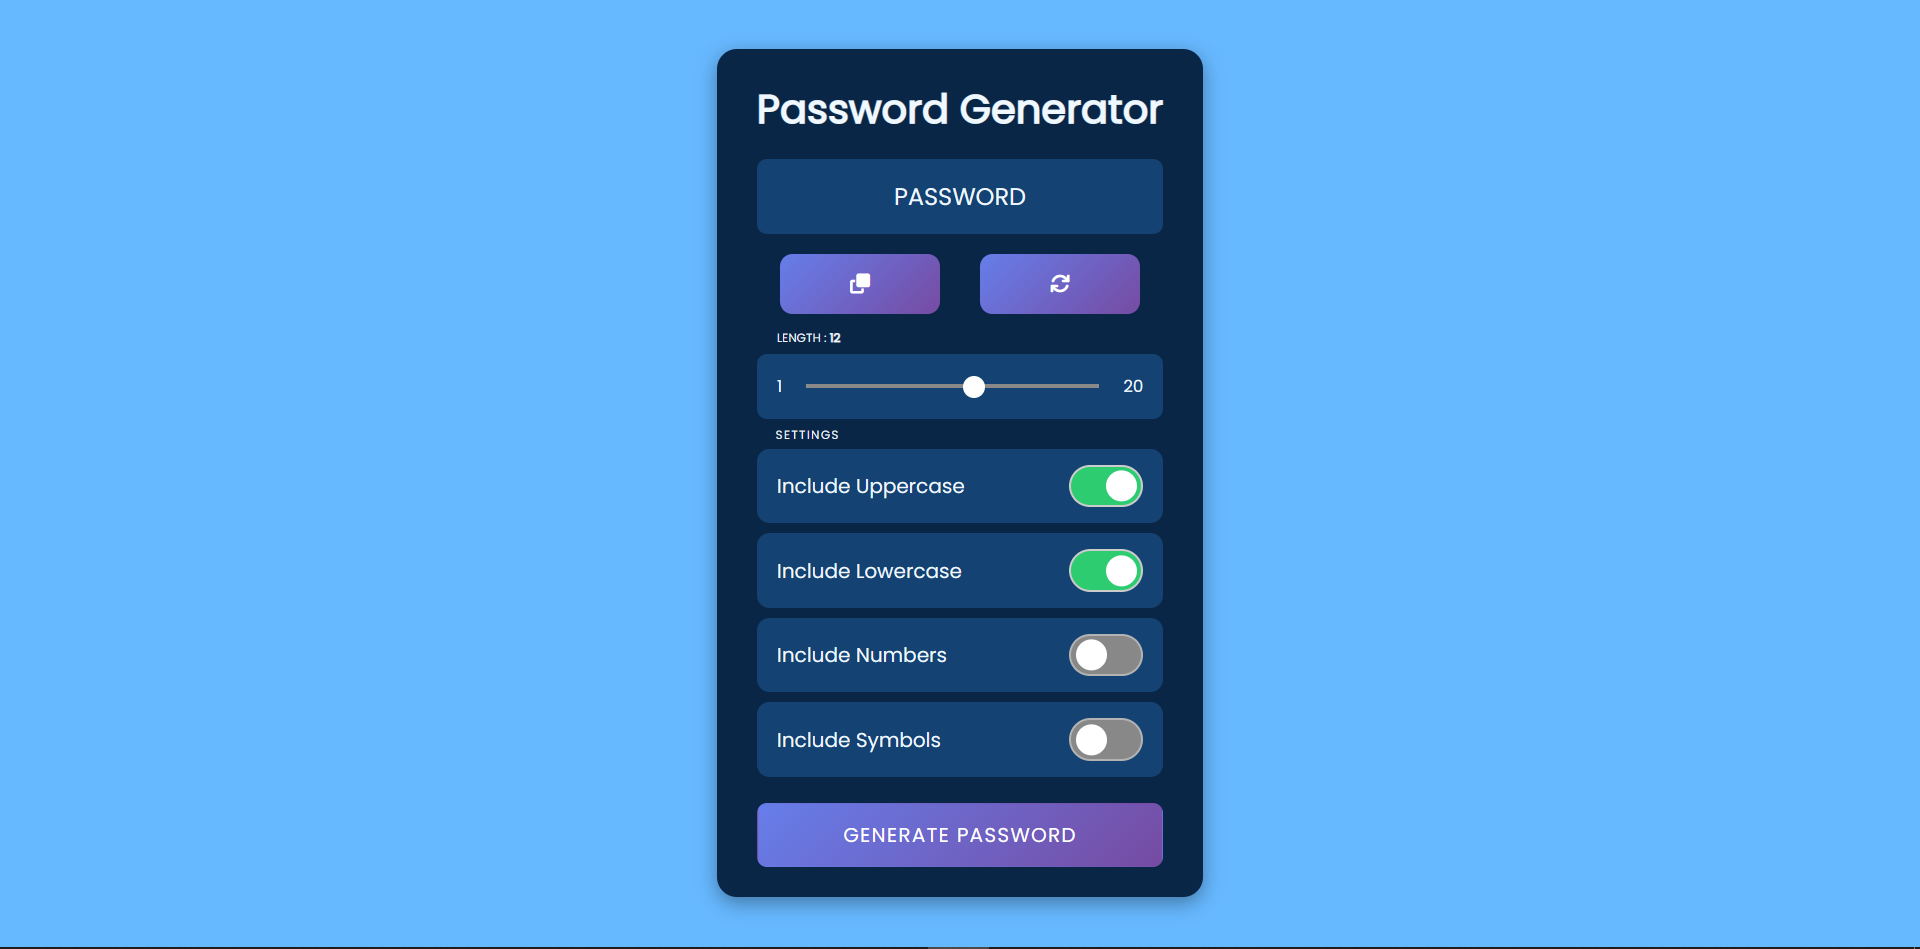 Password Generator
PASSWORD
LENGTH : 12
1 20
SETTINGS
Include Uppercase
Include Lowercase
Include Numbers
Include Symbols
GENERATE PASSWORD